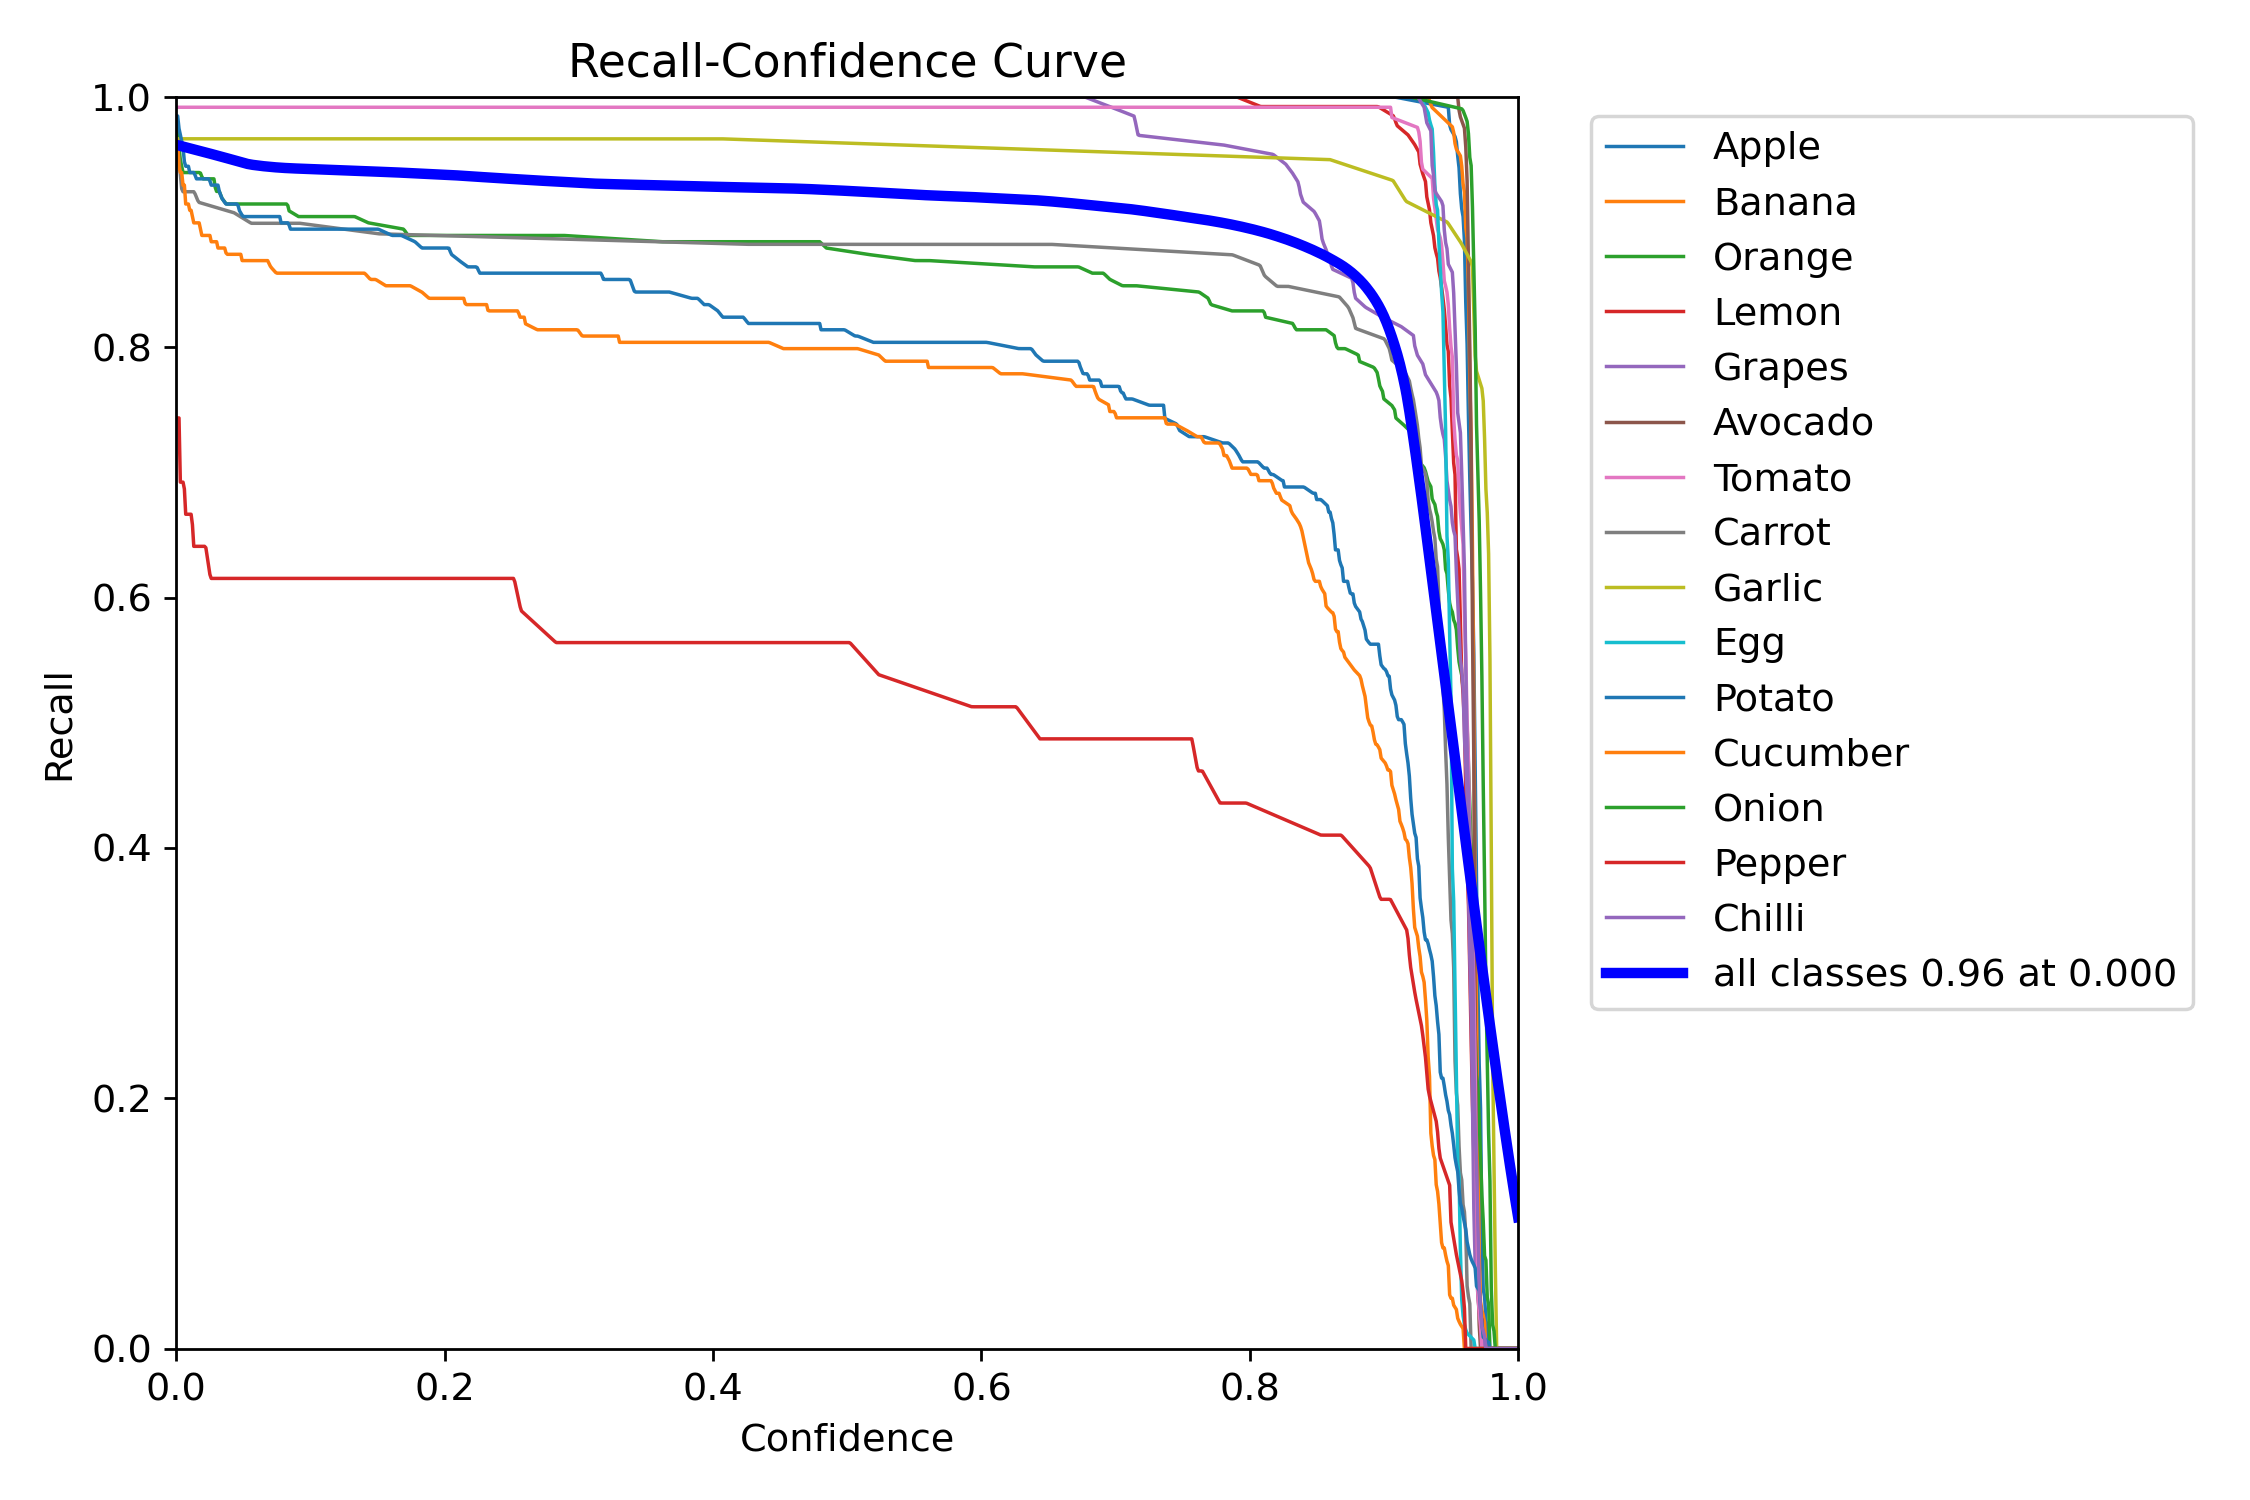 Recall-Confidence Curve
1.0
0.8
0.6
0.4
0.2
0.0
Recall
0.0 0.2 0.4 0.6 0.8 1.0
Confidence
Apple
Banana
Orange
Lemon
Grapes
Avocado
Tomato
Carrot
Garlic
Egg
Potato
Cucumber
Onion
Pepper
Chilli
all classes 0.96 at 0.000